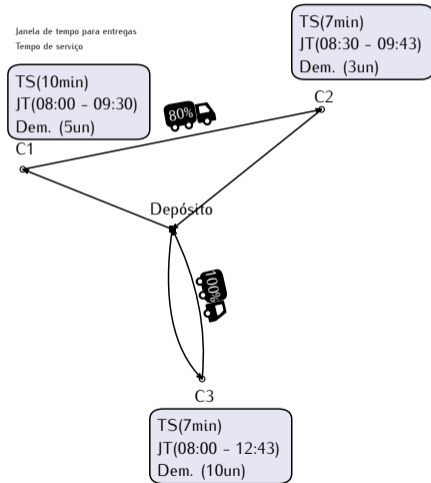 Janela de tempo para entregas
Tempo de serviço
TS(7min)
JT(08:30 - 09:43)
Dem. (3un)
C2
TS(10min)
JT(08:00 - 09:30)
Dem. (5un)
C1
80%
Depósito
100%
C3
TS(7min)
JT(08:00 - 12:43)
Dem. (10un)